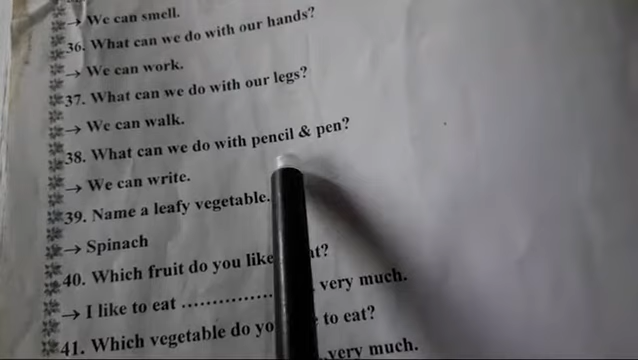 → We can smell.
36. What can we do with our hands?
→ We can work.
37. What can we do with our legs?
→ We can walk.
38. What can we do with pencil & pen?
→ We can write.
39. Name a leafy vegetable.
→ Spinach
40. Which fruit do you like
→ I like to eat ............... very much.
41. Which vegetable do to eat?
very much.